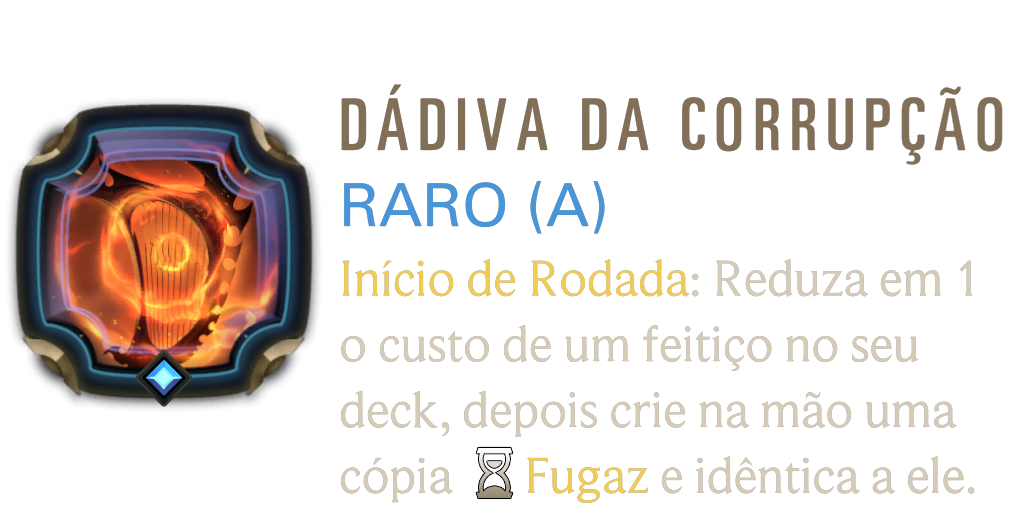 DÁDIVA DA CORRUPÇÃO
RARO (A)
Início de Rodada: Reduza em 1
o custo de um feitiço no seu
deck, depois crie na mão uma
cópia Fugaz e idêntica a ele.